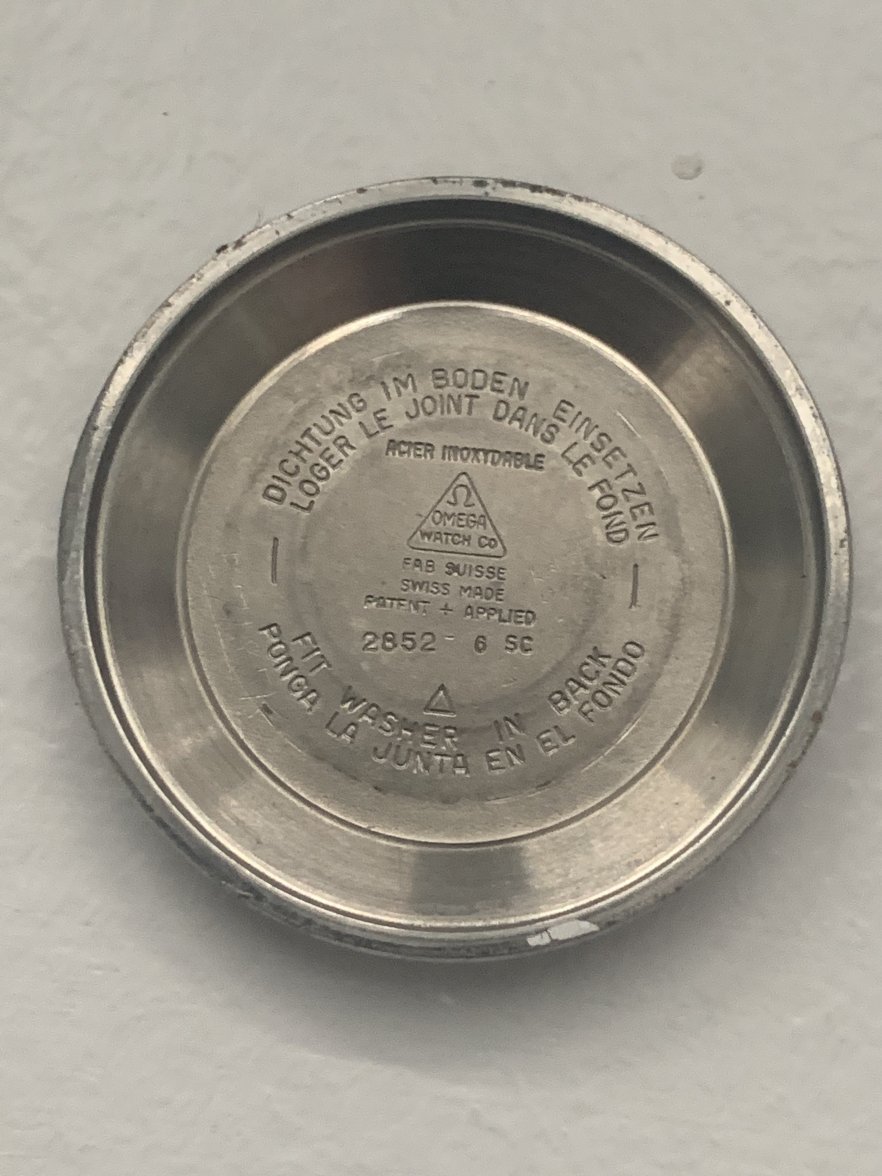 DICHTUNG IM BODEN EINSETZEN
LOGER LE JOINT DANS LE FOND
ACIER INOXYDABLE
Ω
OMEGA
WATCH Co
FAB SUISSE
SWISS MADE
PATENT + APPLIED
2852 - 6 SC
FIT WASHER IN BACK
PONGA LA JUNTA EN EL FONDO